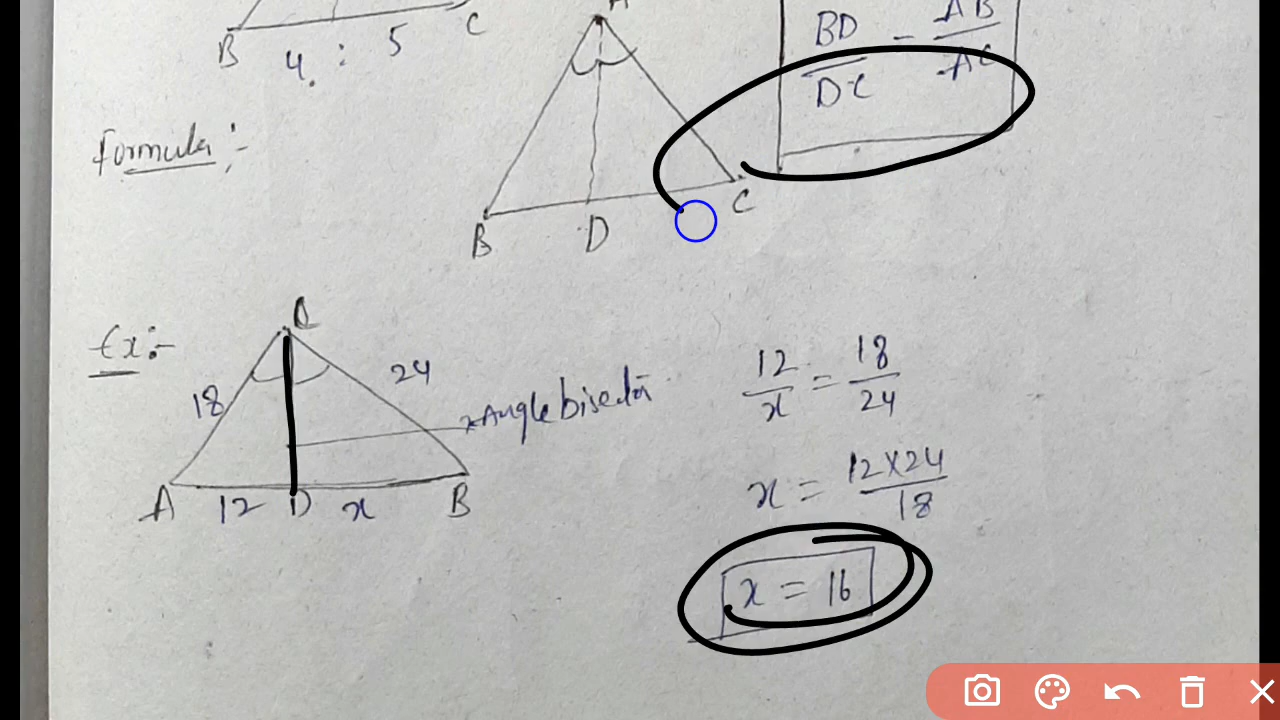 B 4 : 5 C
A
BD/DC = AB/AC
Formula :-
B D C
Ex:-
18 24
Angle bisector
A 12 D x B
12/x = 18/24
x = 12×24/18
x = 16